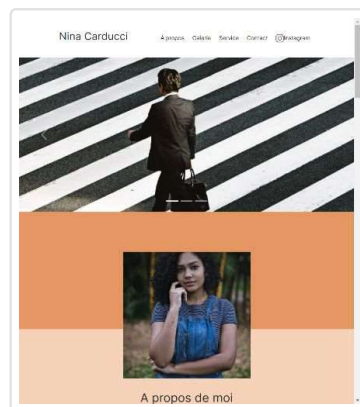 Nina Carducci
A propos Galerie Service Contact Instagram
A propos de moi